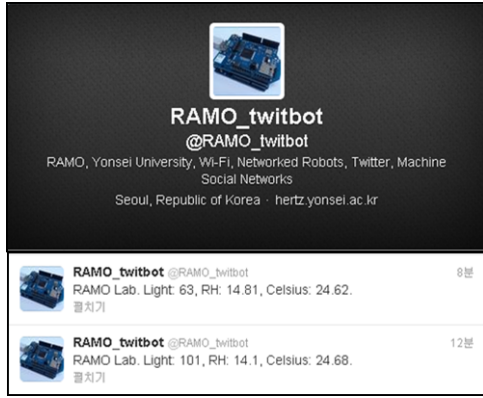 RAMO_twitbot
@RAMO_twitbot
RAMO, Yonsei University, Wi-Fi, Networked Robots, Twitter, Machine
Social Networks
Seoul, Republic of Korea · hertz.yonsei.ac.kr
RAMO_twitbot @RAMO_twitbot 8분
RAMO Lab. Light: 63, RH: 14.81, Celsius: 24.62.
펼치기
RAMO_twitbot @RAMO_twitbot 12분
RAMO Lab. Light: 101, RH: 14.1, Celsius: 24.68.
펼치기